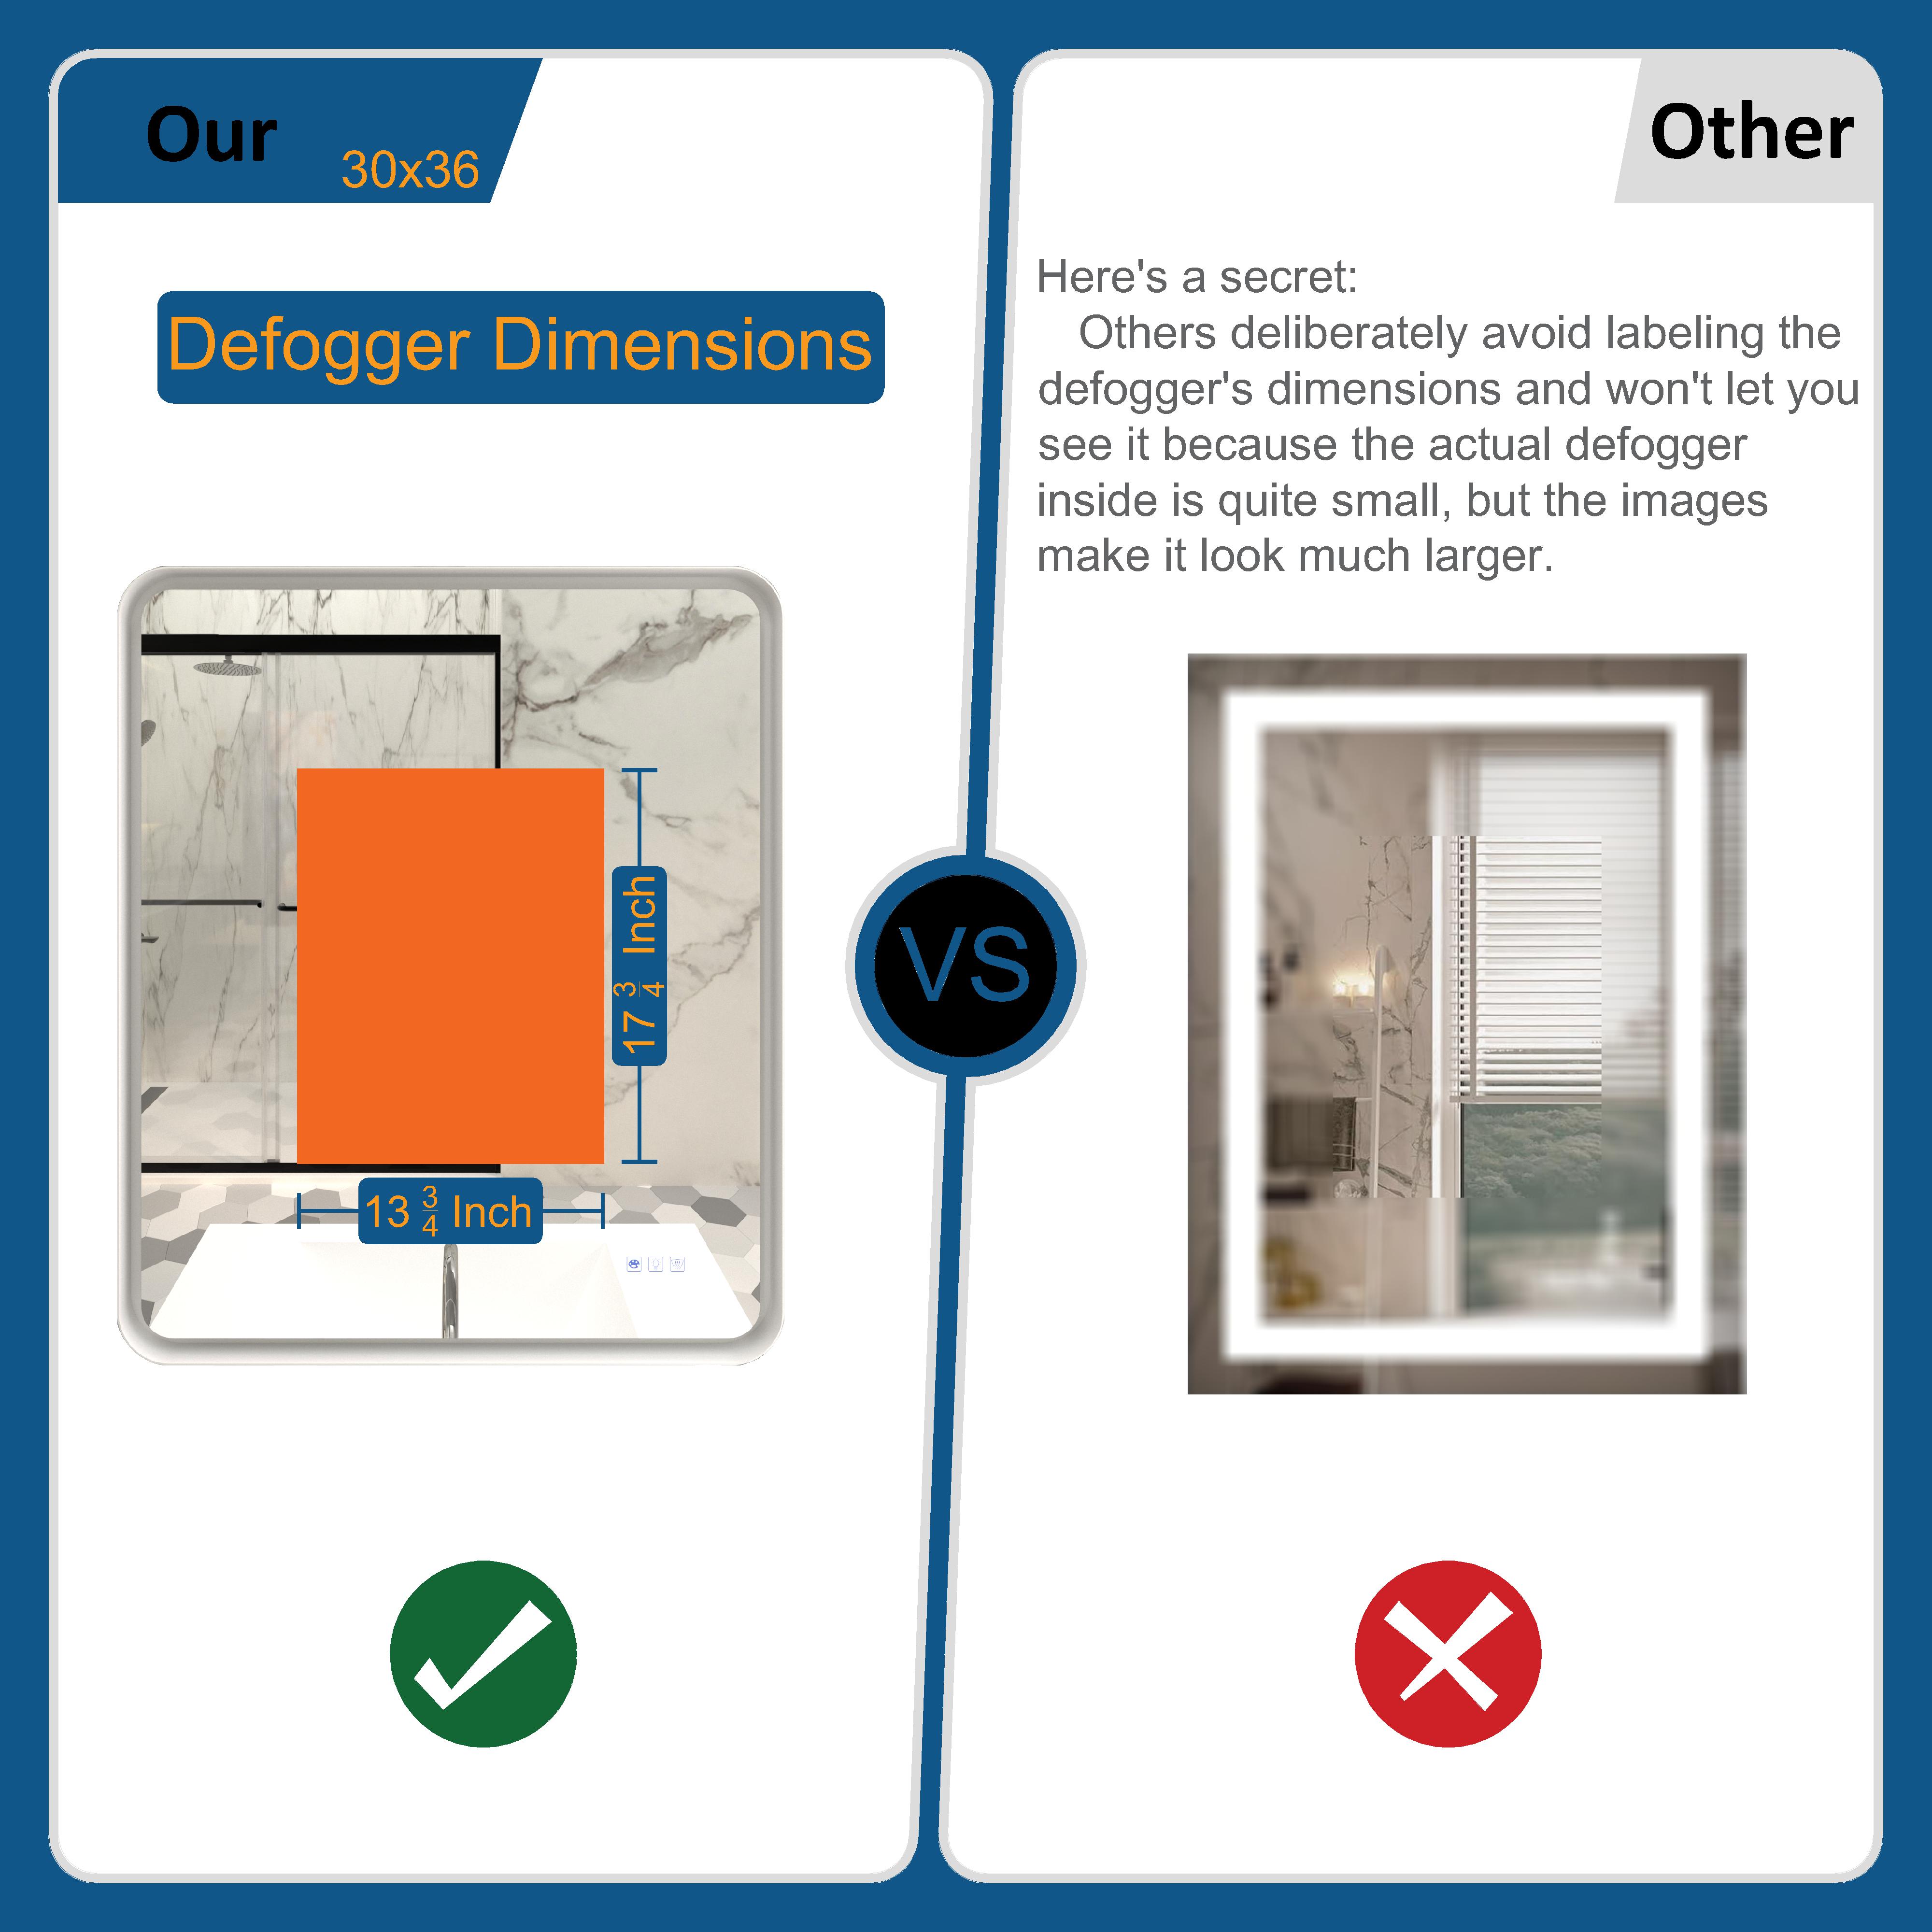 Our
30x36
Other
Defogger Dimensions
Here's a secret:
Others deliberately avoid labeling the
defogger's dimensions and won't let you
see it because the actual defogger
inside is quite small, but the images
make it look much larger.
17 3/4 Inch
VS
13 3/4 Inch